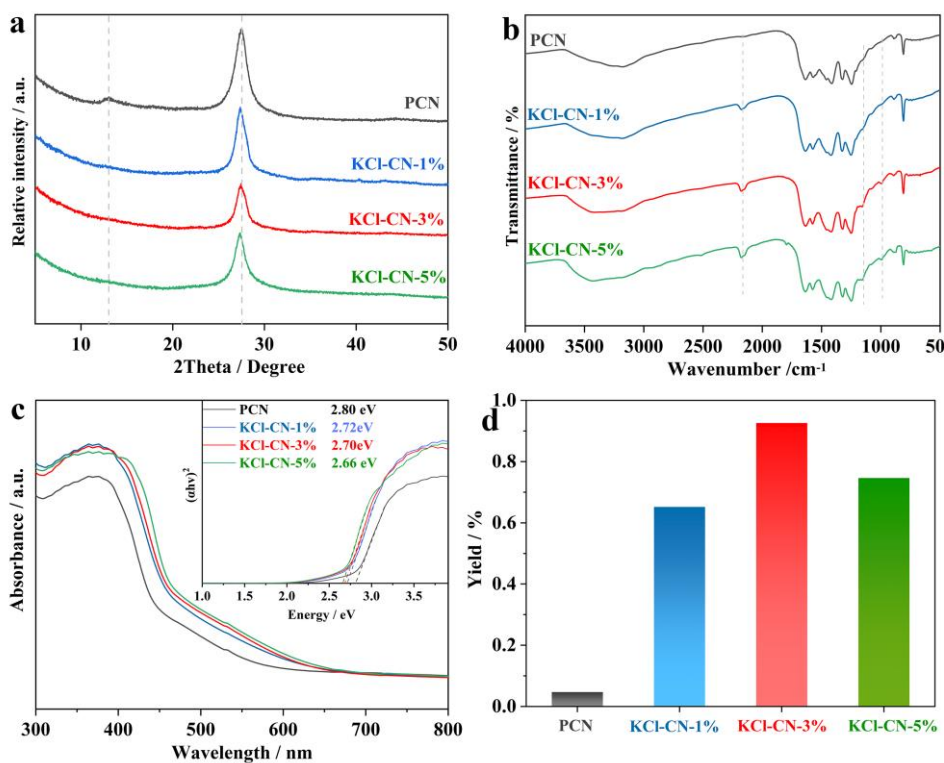 a
PCN
KCl-CN-1%
KCl-CN-3%
KCl-CN-5%
Relative intensity / a.u.
10 20 30 40 50
2Theta / Degree
b
PCN
KCl-CN-1%
KCl-CN-3%
KCl-CN-5%
Transmittance / %
4000 3500 3000 2500 2000 1500 1000 500
Wavenumber /cm-1
c
PCN 2.80 eV
KCl-CN-1% 2.72eV
KCl-CN-3% 2.70eV
KCl-CN-5% 2.66 eV
(αhv)2
1.0 1.5 2.0 2.5 3.0 3.5
Energy / eV
Absorbance / a.u.
300 400 500 600 700 800
Wavelength / nm
d
1.0
0.8
0.6
0.4
0.2
0.0
Yield / %
PCN KCl-CN-1% KCl-CN-3% KCl-CN-5%